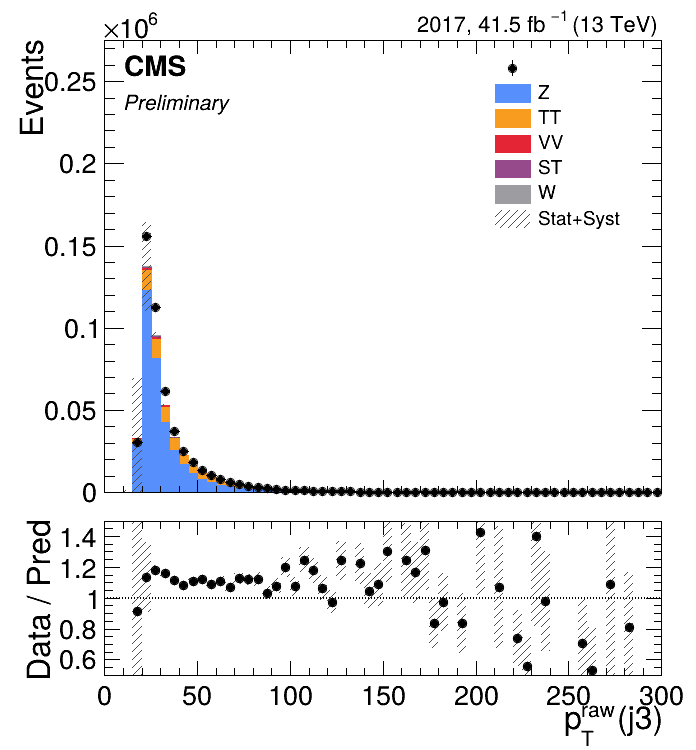 ×10⁶
2017, 41.5 fb⁻¹ (13 TeV)
CMS
Preliminary
Events
Z
TT
VV
ST
W
Stat+Syst
0.25
0.2
0.15
0.1
0.05
0
Data / Pred
1.4
1.2
1
0.8
0.6
0 50 100 150 200 250 300
p_T^raw(j3)